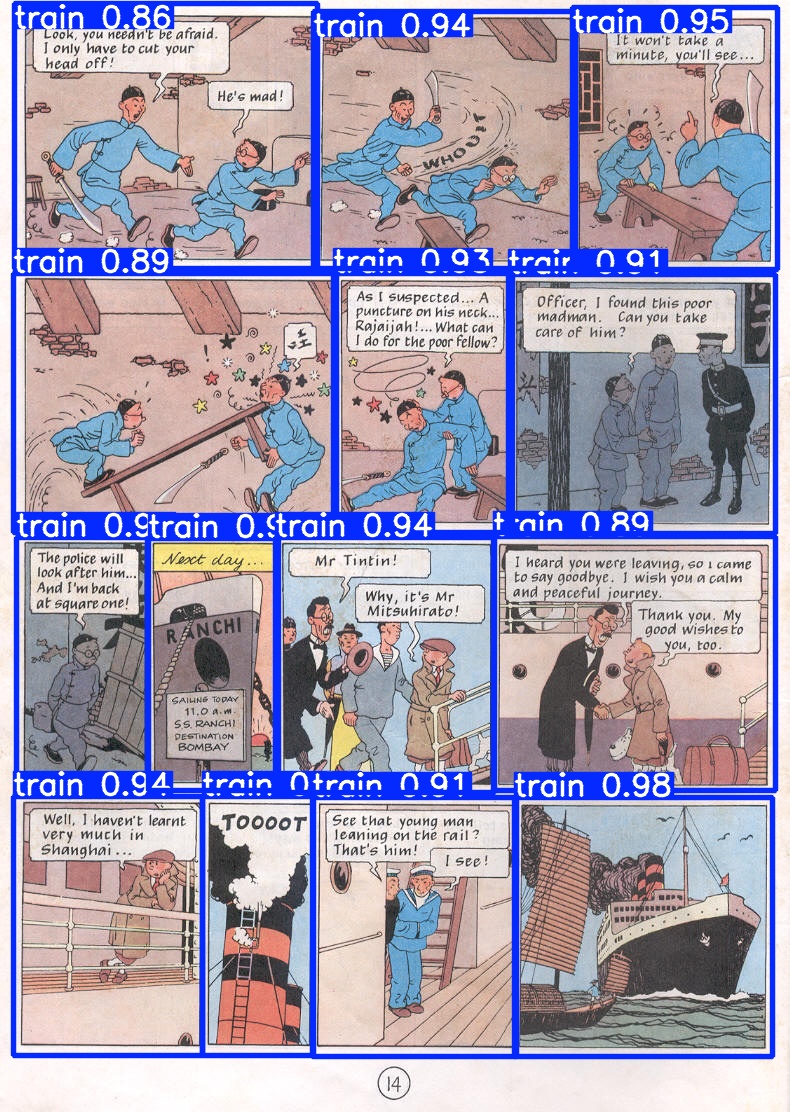 train 0.86
train 0.94
train 0.95
Look, you needn't be afraid.
I only have to cut your
head off!
He's mad!
WHOOH
It won't take a
minute, you'll see...
train 0.89
train 0.93
train 0.91
!
As I suspected... A
puncture on his neck...
Rajaijah!... What can
I do for the poor fellow?
Officer, I found this poor
madman. Can you take
care of him?
train
train
train 0.94
train 0.89
The police will
look after him...
And I'm back
at square one!
Next day...
RANCHI
SAILING TODAY
11.0 a.m.
S.S. RANCHI
DESTINATION
BOMBAY
Mr Tintin!
Why, it's Mr
Mitsuhirato!
I heard you were leaving, so I came
to say goodbye. I wish you a calm
and peaceful journey.
Thank you. My
good wishes to
you, too.
train 0.94
train
train 0.91
train 0.98
Well, I haven't learnt
very much in
Shanghai...
TOOOOT
See that young man
leaning on the rail?
That's him!
I see!
14